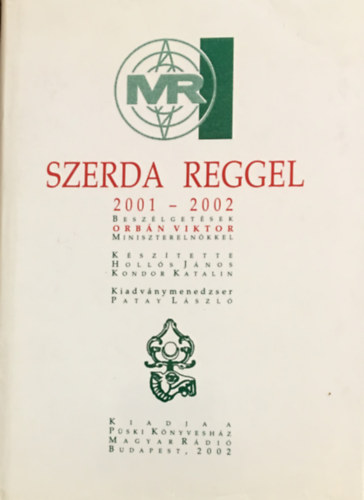 MR
SZERDA REGGEL
2001 – 2002
BESZÉLGETÉSEK
ORBÁN VIKTOR
MINISZTERELNÖKKEL
KÉSZÍTETTE
HOLLÓS JÁNOS
KONDOR KATALIN
Kiadványmenedzser
PATAY LÁSZLÓ
KIADJA A
PÜSKI KÖNYVESHÁZ
MAGYAR RÁDIÓ
BUDAPEST, 2002